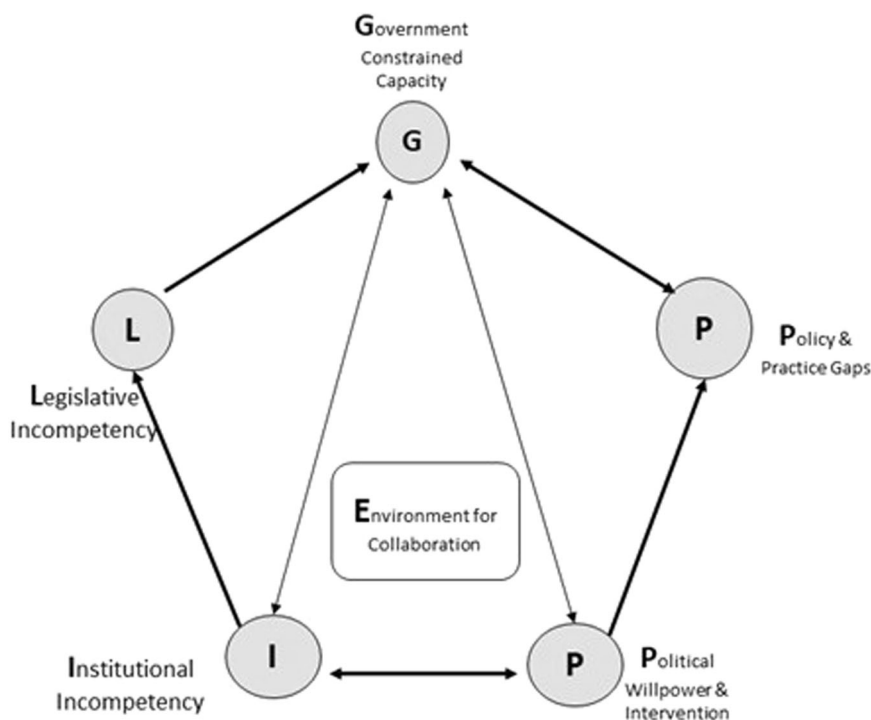 Government
Constrained
Capacity
G
L
P
Policy &
Practice Gaps
Legislative
Incompetency
Environment for
Collaboration
I
P
Institutional
Incompetency
Political
Willpower &
Intervention